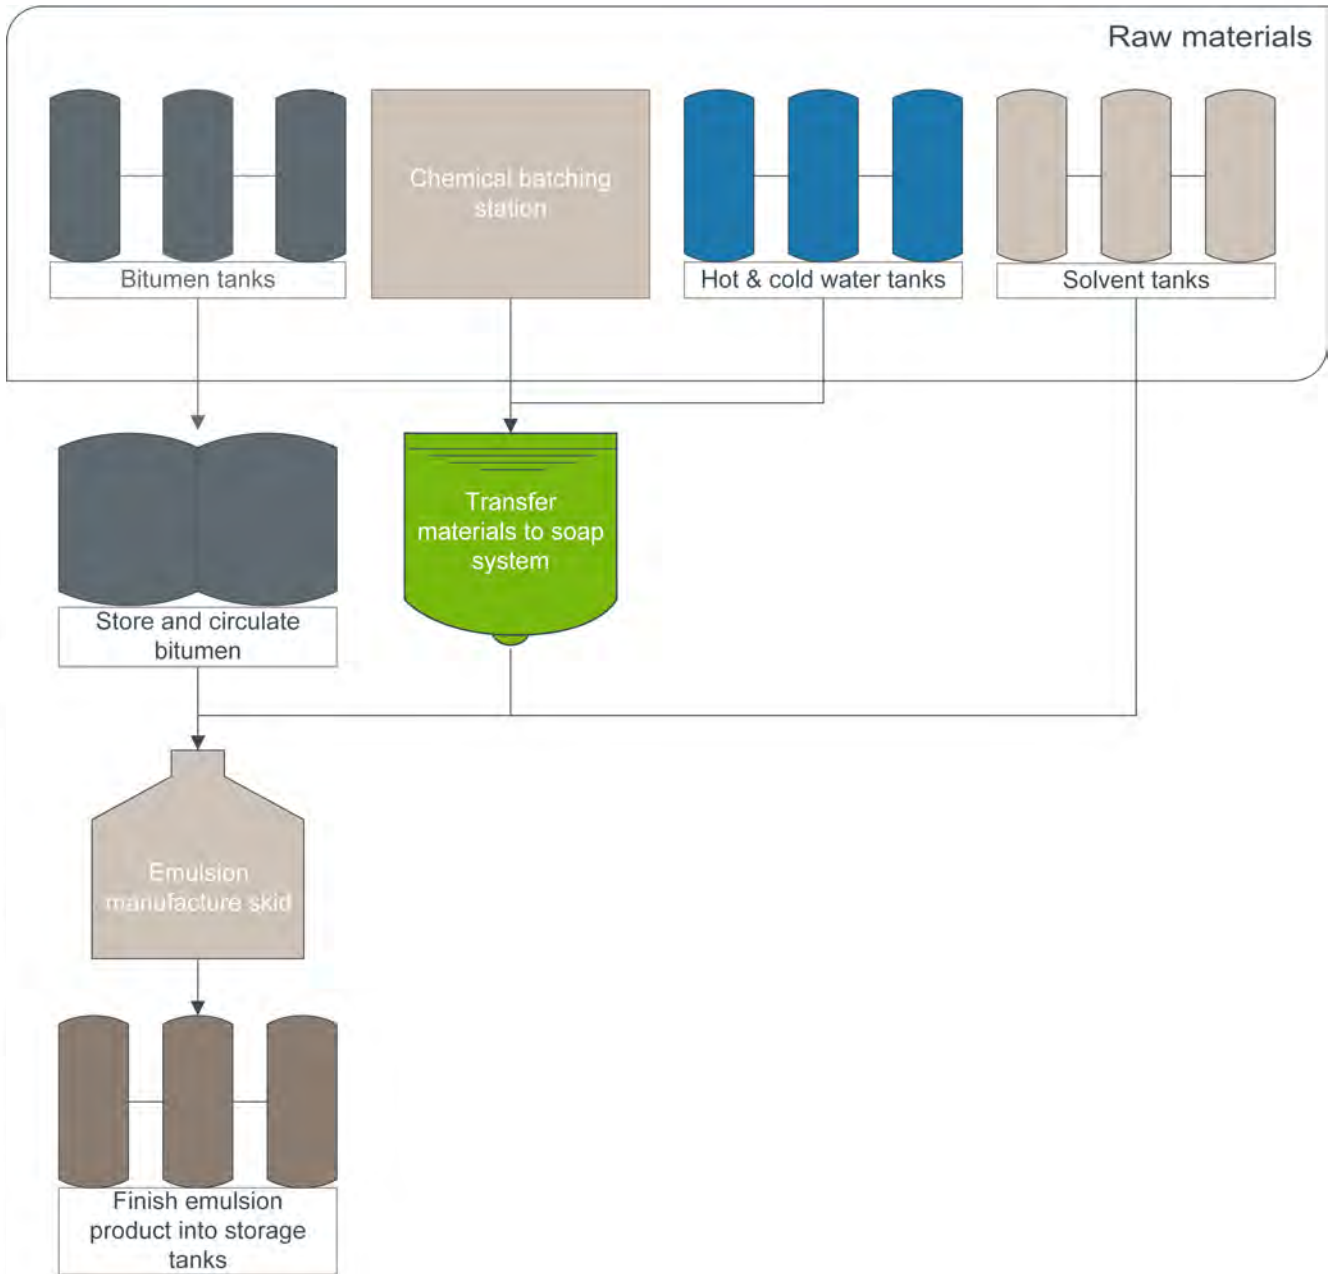 Raw materials
Bitumen tanks
Chemical batching
station
Hot & cold water tanks
Solvent tanks
Store and circulate
bitumen
Transfer
materials to soap
system
Emulsion
manufacture skid
Finish emulsion
product into storage
tanks